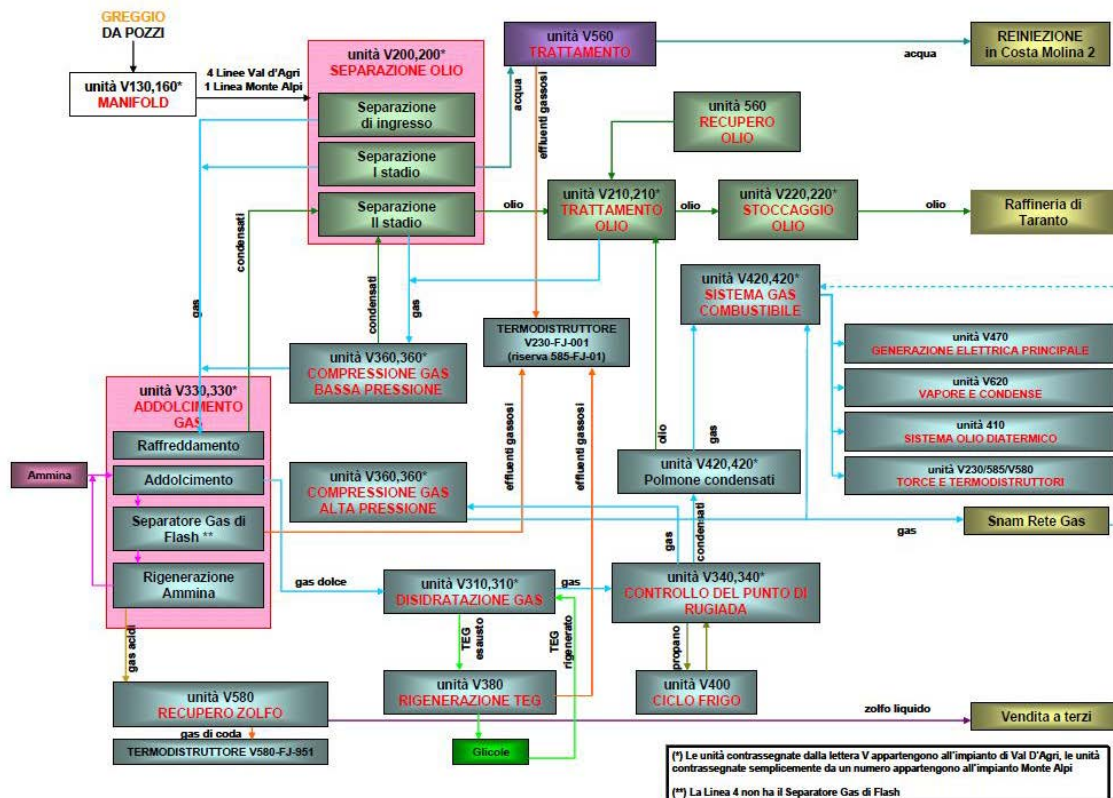 GREGGIO
DA POZZI
unità V130,160*
MANIFOLD
4 Linee Val d'Agri
1 Linea Monte Alpi
unità V200,200*
SEPARAZIONE OLIO
Separazione
di ingresso
Separazione
I stadio
Separazione
II stadio
unità V560
TRATTAMENTO
acqua
REINIEZIONE
in Costa Molina 2
acqua
effluenti gassosi
unità 560
RECUPERO
OLIO
olio
unità V210,210*
TRATTAMENTO
OLIO
olio
unità V220,220*
STOCCAGGIO
OLIO
olio
Raffineria di
Taranto
condensati
gas
condensati
gas
unità V420,420*
SISTEMA GAS
COMBUSTIBILE
TERMODISTRUTTORE
V230-FJ-001
(riserva 585-FJ-01)
unità V470
GENERAZIONE ELETTRICA PRINCIPALE
unità V620
VAPORE E CONDENSE
unità 410
SISTEMA OLIO DIATERMICO
unità V230/585/V580
TORCE E TERMODISTRUTTORI
unità V360,360*
COMPRESSIONE GAS
BASSA PRESSIONE
unità V330,330*
ADDOLCIMENTO
GAS
Raffreddamento
Addolcimento
Separatore Gas di
Flash **
Rigenerazione
Ammina
Ammina
unità V360,360*
COMPRESSIONE GAS
ALTA PRESSIONE
effluenti gassosi
effluenti gassosi
olio
gas
unità V420,420*
Polmone condensati
gas
condensati
gas
Snam Rete Gas
gas dolce
unità V310,310*
DISIDRATAZIONE GAS
gas
unità V340,340*
CONTROLLO DEL PUNTO DI
RUGIADA
gas acidi
TEG
esausto
TEG
rigenerato
propano
unità V580
RECUPERO ZOLFO
unità V380
RIGENERAZIONE TEG
unità V400
CICLO FRIGO
zolfo liquido
Vendita a terzi
gas di coda
TERMODISTRUTTORE V580-FJ-951
Glicole
(*) Le unità contrassegnate dalla lettera V appartengono all'impianto di Val D'Agri, le unità
contrassegnate semplicemente da un numero appartengono all'impianto Monte Alpi
(**) La Linea 4 non ha il Separatore Gas di Flash